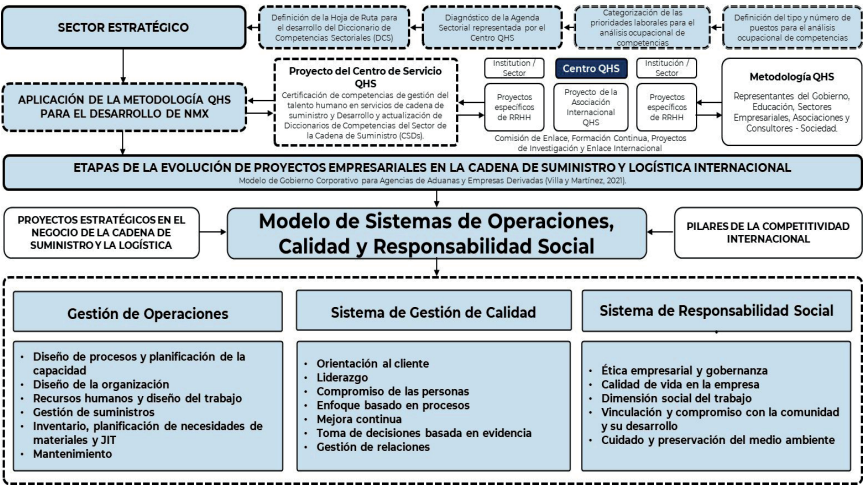 SECTOR ESTRATÉGICO
Definición de la Hoja de Ruta para
el desarrollo del Diccionario de
Competencias Sectoriales (DCS)
Diagnóstico de la Agenda
Sectorial representada por el
Centro QHS
Categorización de las
prioridades laborales para el
análisis ocupacional de
competencias
Definición del tipo y número de
puestos para el análisis
ocupacional de competencias
APLICACIÓN DE LA METODOLOGÍA QHS
PARA EL DESARROLLO DE NMX
Proyecto del Centro de Servicio
QHS
Certificación de competencias de gestión del
talento humano en servicios de cadena de
suministro y Desarrollo y actualización de
Diccionarios de Competencias del Sector de
la Cadena de Suministro (CSDs).
Institution /
Sector
Centro QHS
Institución /
Sector
Proyectos
específicos
de RRHH
Proyecto de la
Asociación
Internacional
QHS
Proyectos
específicos
de RRHH
Comisión de Enlace, Formación Continua, Proyectos
de Investigación y Enlace Internacional
Metodología QHS
Representantes del Gobierno,
Educación, Sectores
Empresariales, Asociaciones y
Consultores - Sociedad.
ETAPAS DE LA EVOLUCIÓN DE PROYECTOS EMPRESARIALES EN LA CADENA DE SUMINISTRO Y LOGÍSTICA INTERNACIONAL
Modelo de Gobierno Corporativo para Agencias de Aduanas y Empresas Derivadas (Villa y Martínez, 2021).
PROYECTOS ESTRATÉGICOS EN EL
NEGOCIO DE LA CADENA DE
SUMINISTRO Y LA LOGÍSTICA
Modelo de Sistemas de Operaciones,
Calidad y Responsabilidad Social
PILARES DE LA COMPETITIVIDAD
INTERNACIONAL
Gestión de Operaciones
• Diseño de procesos y planificación de la
capacidad
• Diseño de la organización
• Recursos humanos y diseño del trabajo
• Gestión de suministros
• Inventario, planificación de necesidades de
materiales y JIT
• Mantenimiento
Sistema de Gestión de Calidad
• Orientación al cliente
• Liderazgo
• Compromiso de las personas
• Enfoque basado en procesos
• Mejora continua
• Toma de decisiones basada en evidencia
• Gestión de relaciones
Sistema de Responsabilidad Social
• Ética empresarial y gobernanza
• Calidad de vida en la empresa
• Dimensión social del trabajo
• Vinculación y compromiso con la comunidad
y su desarrollo
• Cuidado y preservación del medio ambiente